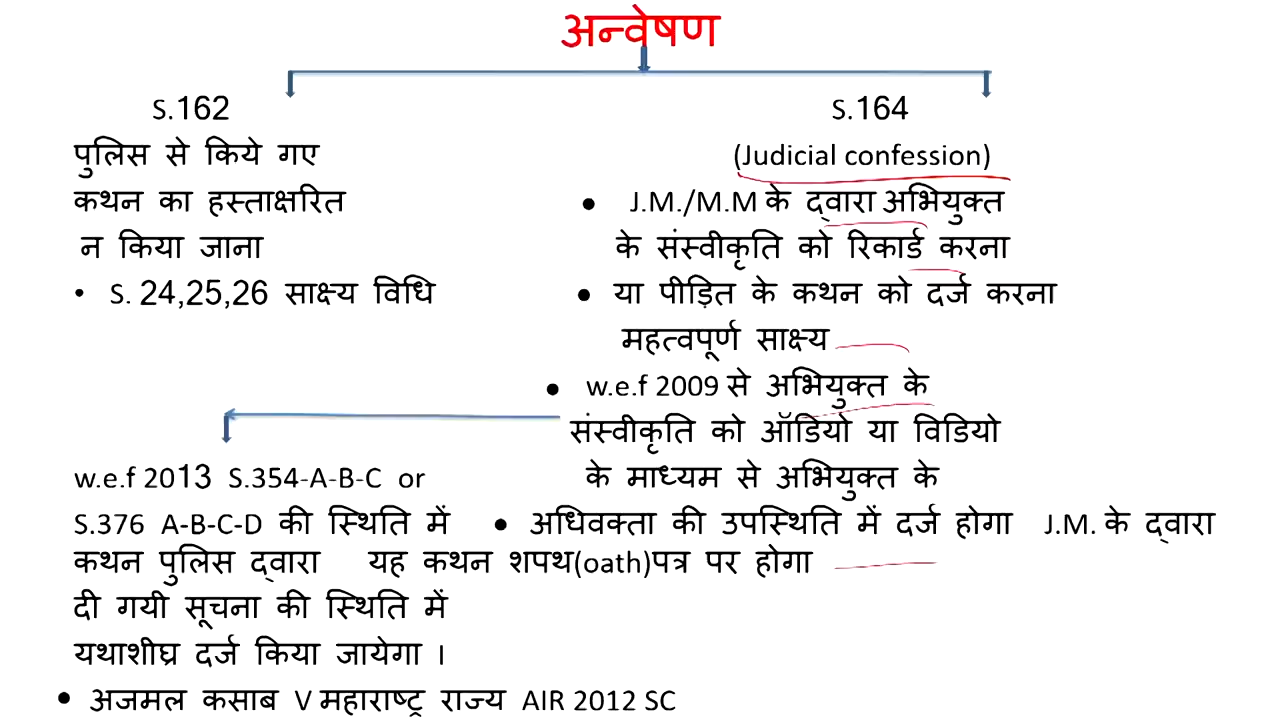 अन्वेषण
S.162
पुलिस से किये गए
कथन का हस्ताक्षरित
न किया जाना
• S. 24,25,26 साक्ष्य विधि
S.164
(Judicial confession)
• J.M./M.M के द्वारा अभियुक्त
के संस्वीकृति को रिकार्ड करना
• या पीड़ित के कथन को दर्ज करना
महत्वपूर्ण साक्ष्य
• w.e.f 2009 से अभियुक्त के
संस्वीकृति को ऑडियो या विडियो
के माध्यम से अभियुक्त के
• अधिवक्ता की उपस्थिति में दर्ज होगा J.M. के द्वारा
यह कथन शपथ(oath)पत्र पर होगा
w.e.f 2013 S.354-A-B-C or
S.376 A-B-C-D की स्थिति में
कथन पुलिस द्वारा
दी गयी सूचना की स्थिति में
यथाशीघ्र दर्ज किया जायेगा ।
• अजमल कसाब V महाराष्ट्र राज्य AIR 2012 SC